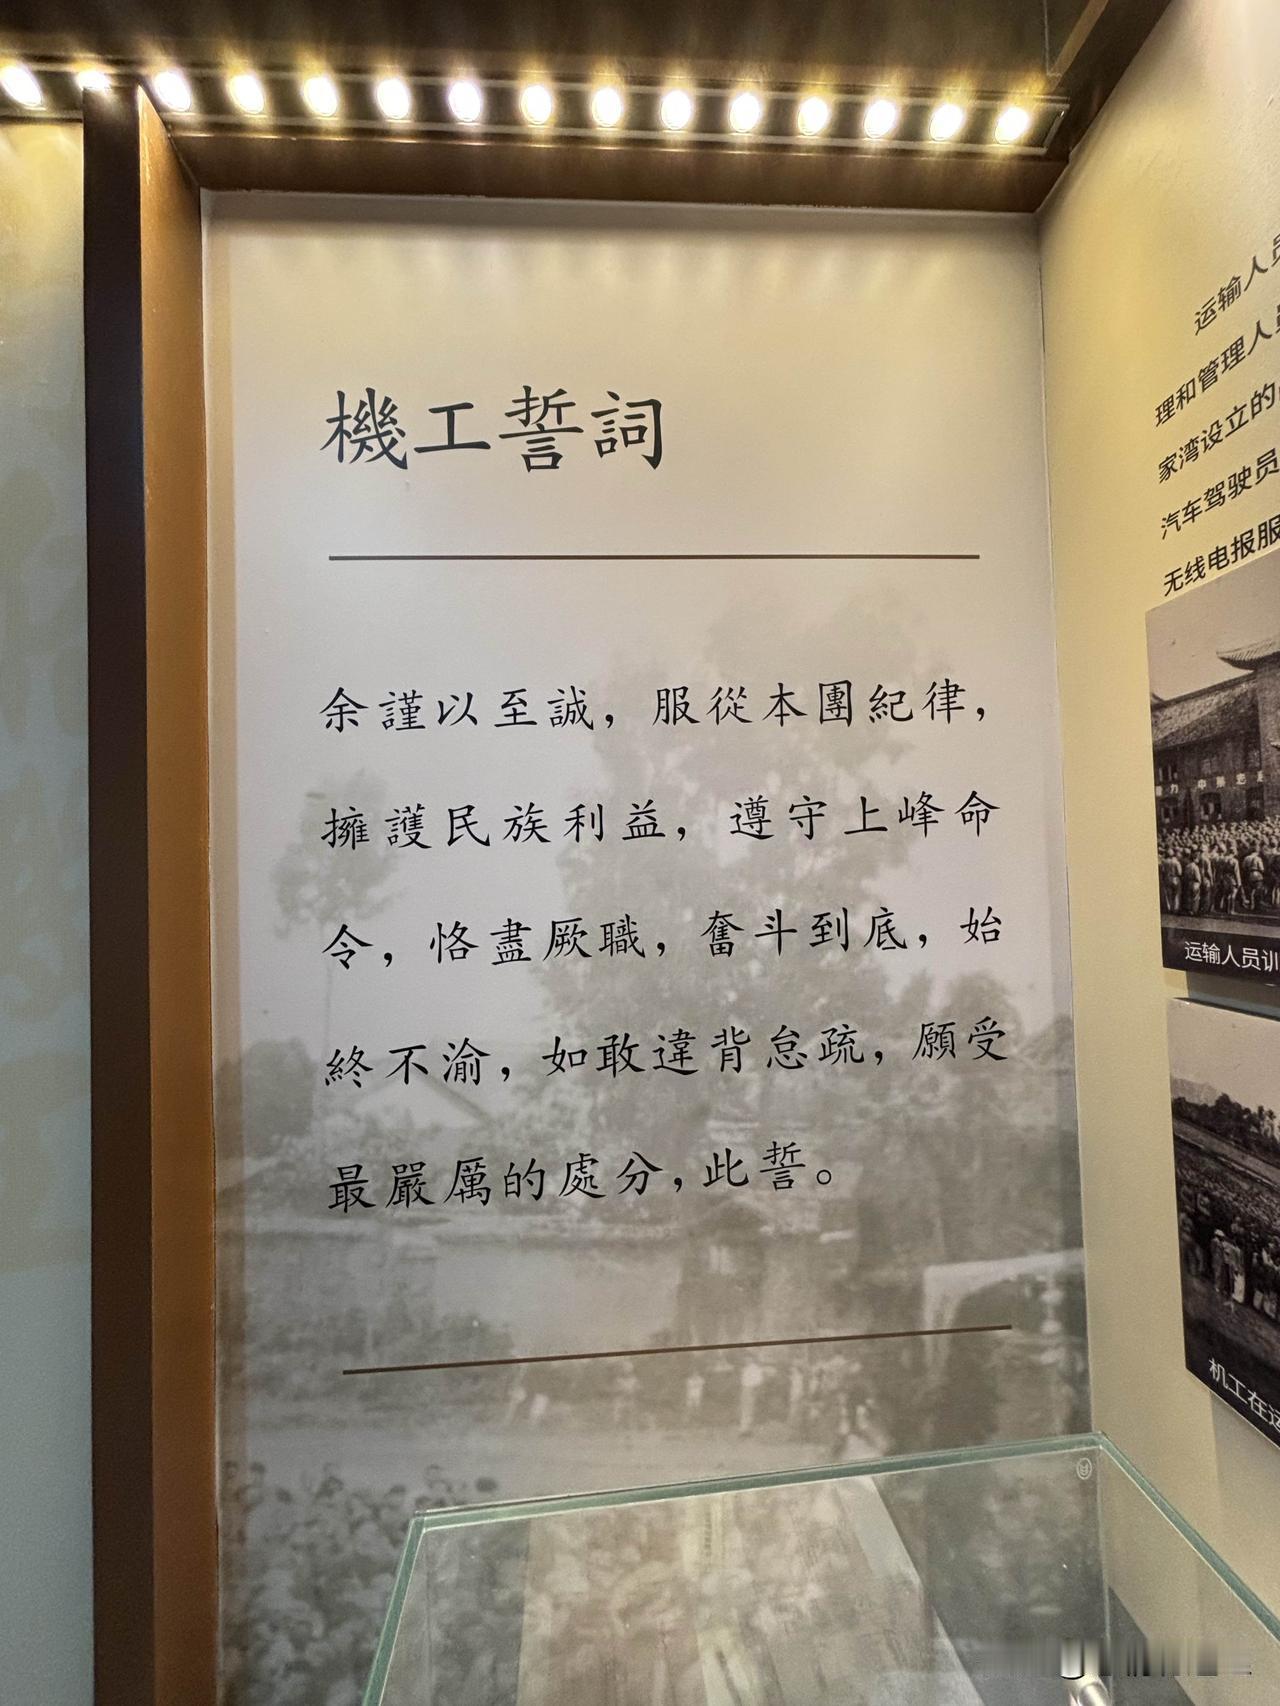 機工誓詞
余謹以至誠，服從本團紀律，
擁護民族利益，遵守上峰命
令，恪盡厥職，奮斗到底，始
終不渝，如敢違背怠疏，願受
最嚴厲的處分，此誓。
运输人员
理和管理人员
家湾设立的
汽车驾驶员
无线电报服
运输人员训
机工在运